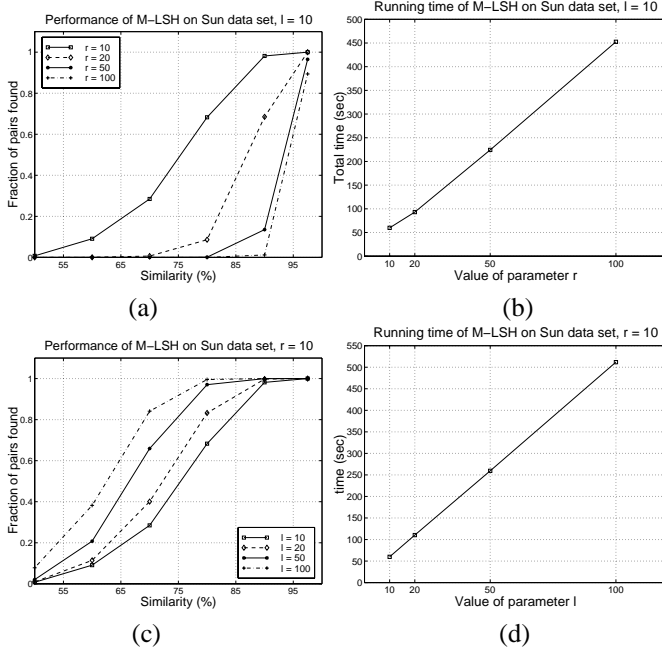 Performance of M−LSH on Sun data set, l = 10
r = 10
r = 20
r = 50
r = 100
1
0.8
0.6
0.4
0.2
0
Fraction of pairs found
55 65 75 85 95
Similarity (%)
(a)
Running time of M−LSH on Sun data set, l = 10
500
450
400
350
300
250
200
150
100
50
0
Total time (sec)
10 20 50 100
Value of parameter r
(b)
Performance of M−LSH on Sun data set, r = 10
1
0.8
0.6
0.4
0.2
0
Fraction of pairs found
l = 10
l = 20
l = 50
l = 100
55 65 75 85 95
Similarity (%)
(c)
Running time of M−LSH on Sun data set, r = 10
550
500
450
400
350
300
250
200
150
100
50
0
time (sec)
10 20 50 100
Value of parameter l
(d)